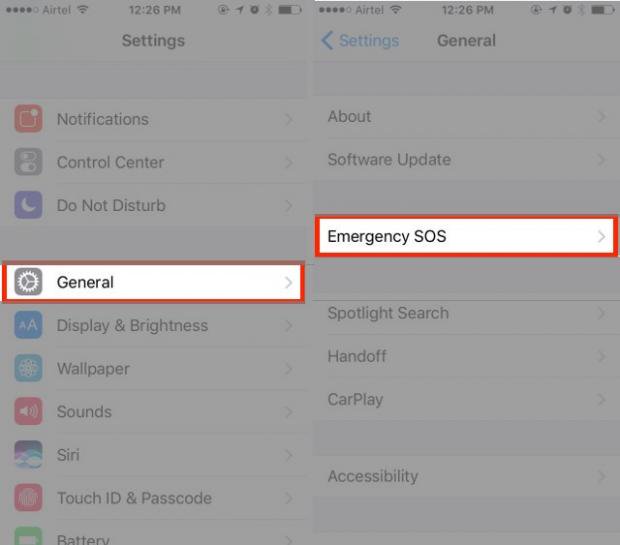 Airtel 12:26 PM
Settings
Notifications
Control Center
Do Not Disturb
General
Display & Brightness
AA
Wallpaper
Sounds
Siri
Touch ID & Passcode
Battery
Airtel 12:26 PM
Settings General
About
Software Update
Emergency SOS
Spotlight Search
Handoff
CarPlay
Accessibility